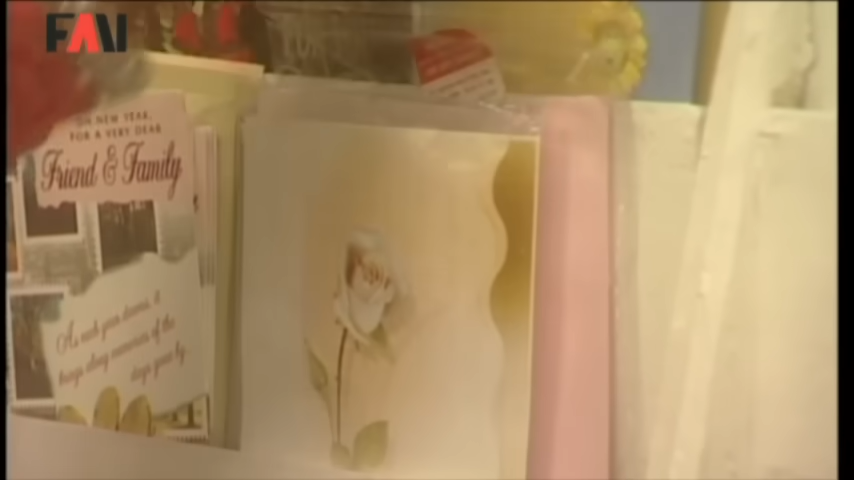 FAN
ON NEW YEAR,
FOR A VERY DEAR
Friend & Family
As each year dawns, it
brings along memories of the
days gone by